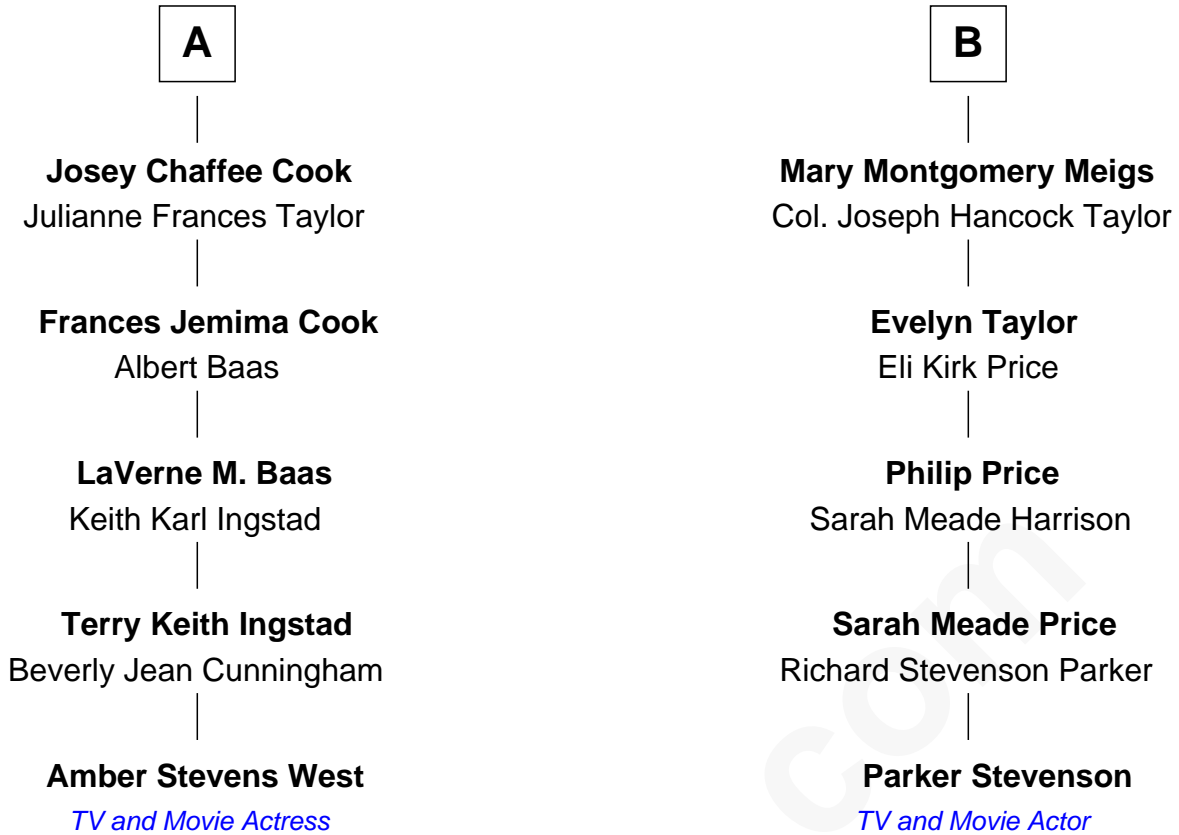 A
Josey Chaffee Cook
Julianne Frances Taylor
Frances Jemima Cook
Albert Baas
LaVerne M. Baas
Keith Karl Ingstad
Terry Keith Ingstad
Beverly Jean Cunningham
Amber Stevens West
TV and Movie Actress
B
Mary Montgomery Meigs
Col. Joseph Hancock Taylor
Evelyn Taylor
Eli Kirk Price
Philip Price
Sarah Meade Harrison
Sarah Meade Price
Richard Stevenson Parker
Parker Stevenson
TV and Movie Actor
com